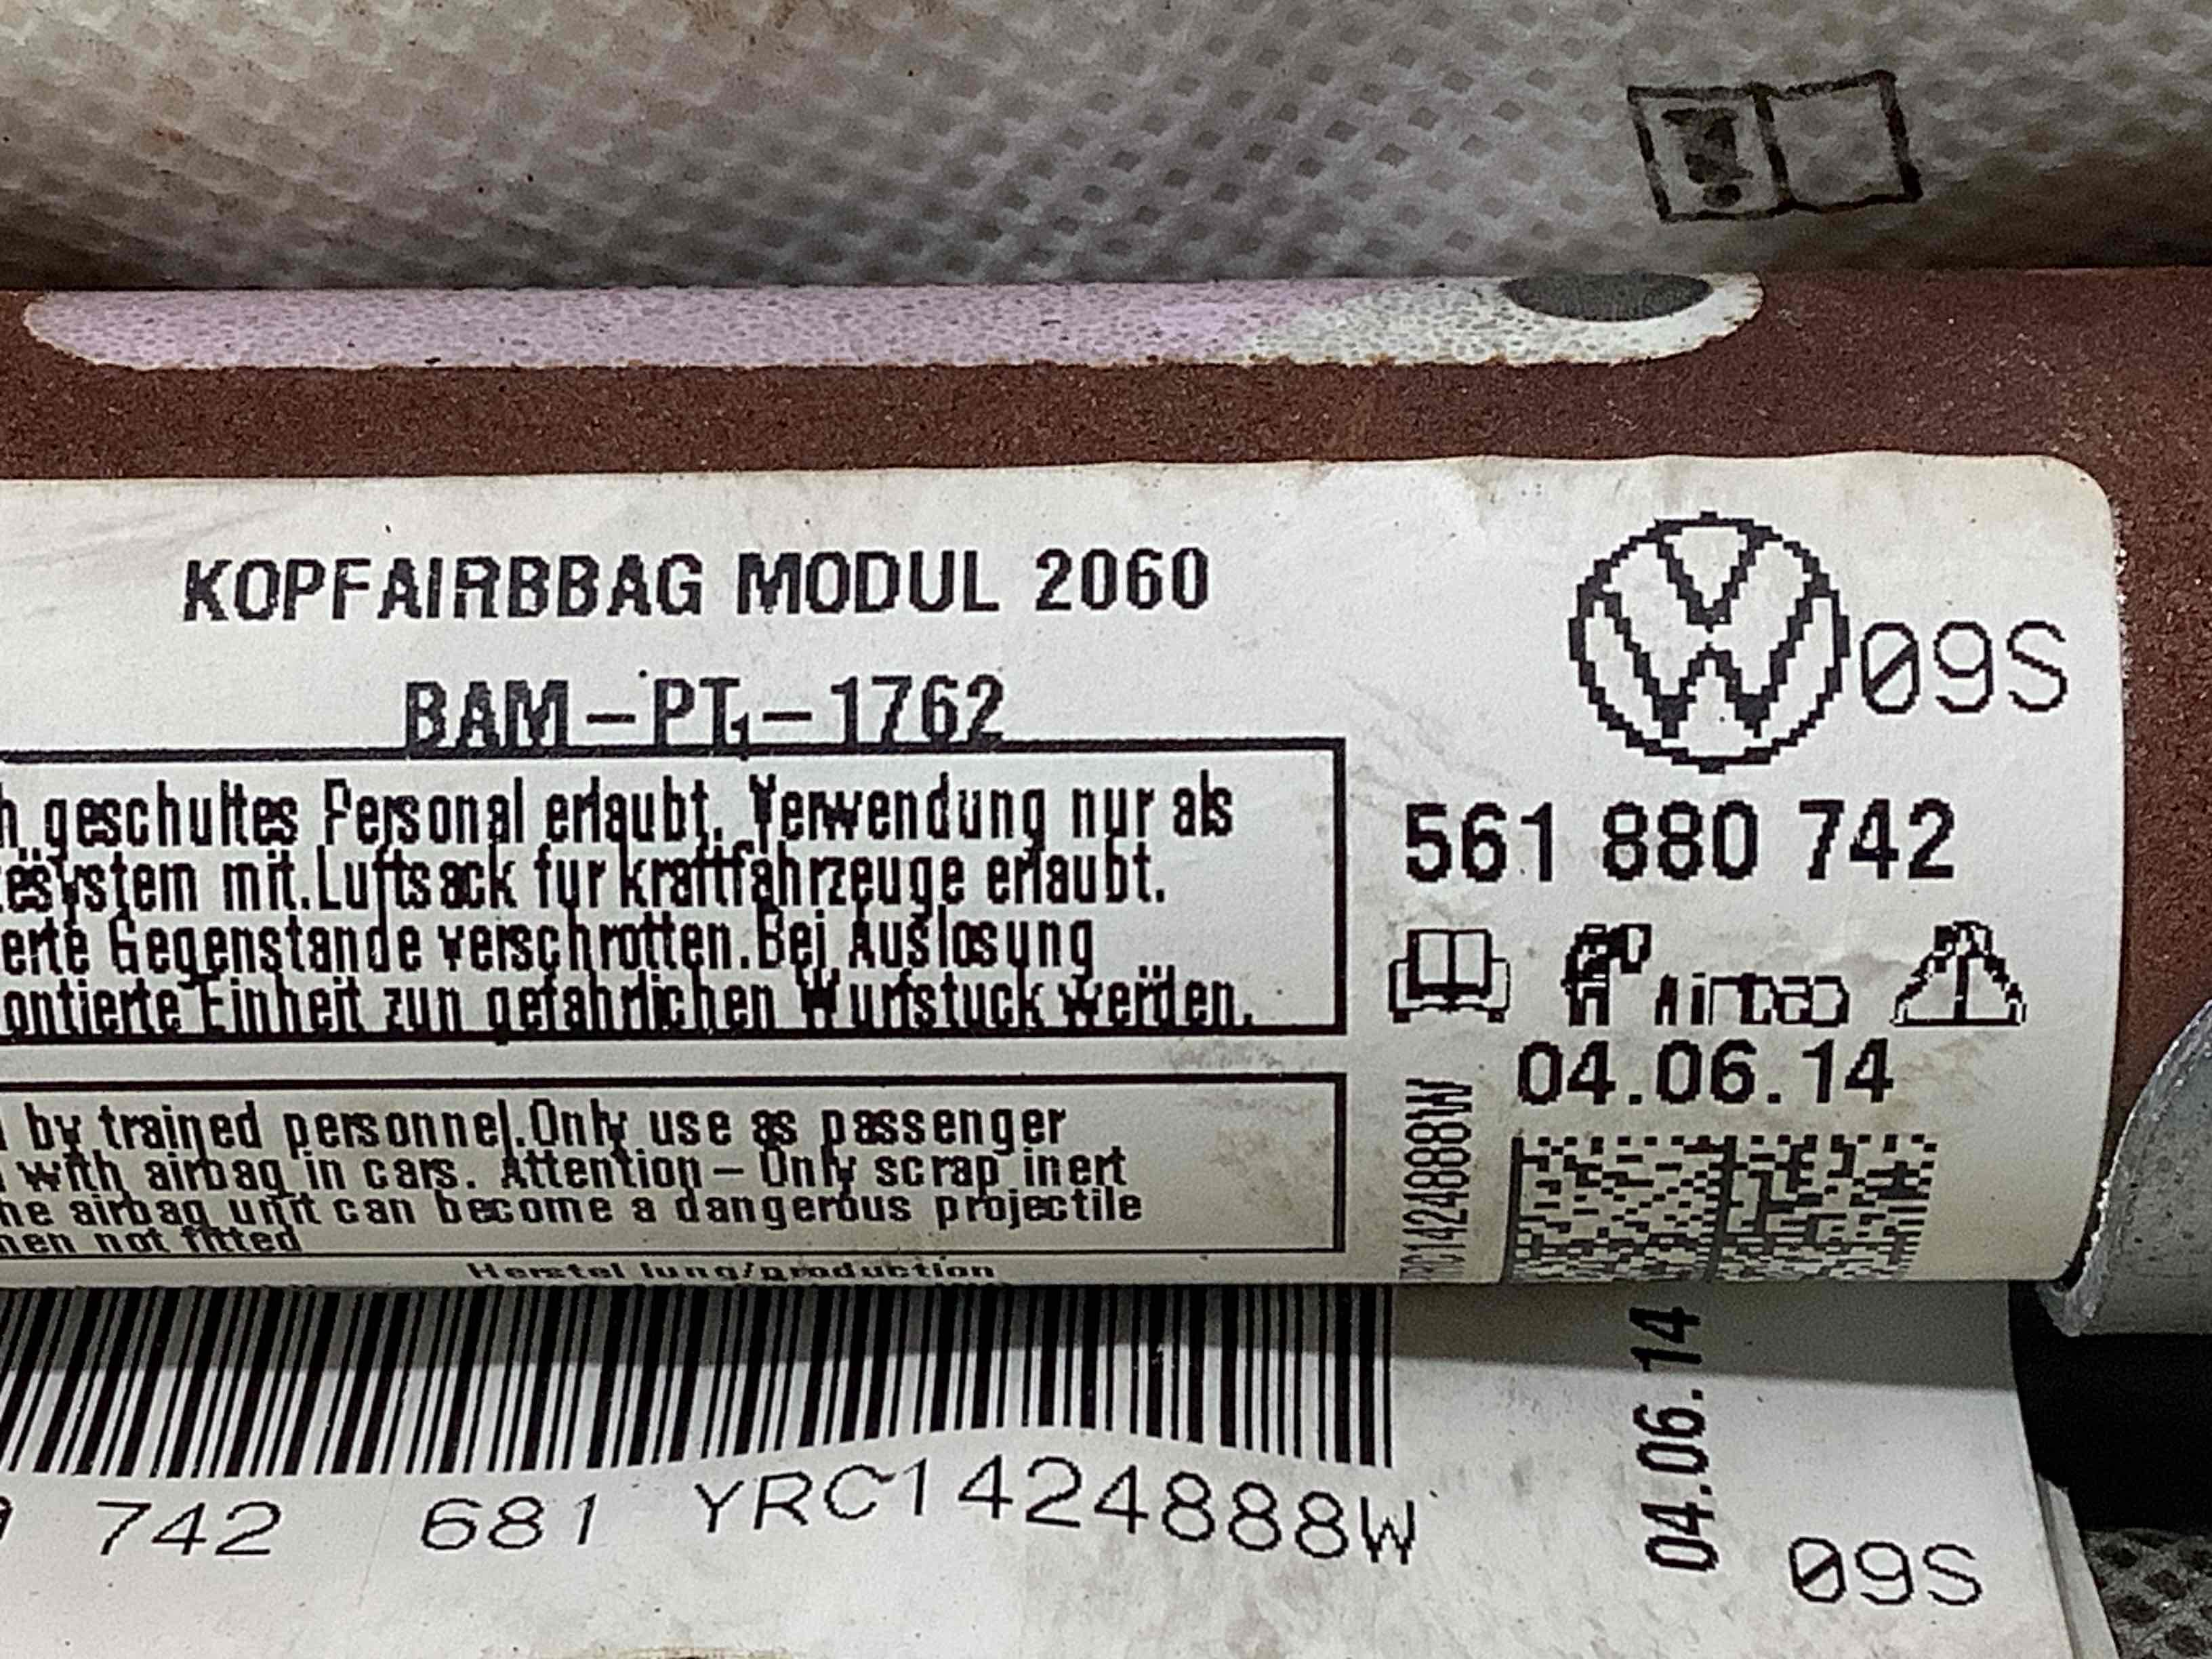 KOPFAIRBBAG MODUL 2060
BAM-PT₁-1762
09S
geschultes Personal erlaubt. Verwendung nur als
system mit.Luftsack fur kraftfahrzeuge erlaubt.
erte Gegenstande verschrotten.Bei Auslosung
ontierte Einheit zun gefahrlichen Wurfstuck werden.
561 880 742
Airbag
04.06.14
by trained personnel.Only use as passenger
with airbag in cars. Attention- Only scrap inert
he airbag unit can become a dangerous projectile
hen not fitted
YRC1424888W
Herstellung/production
742 681 YRC1424888W
04.06.14
09S